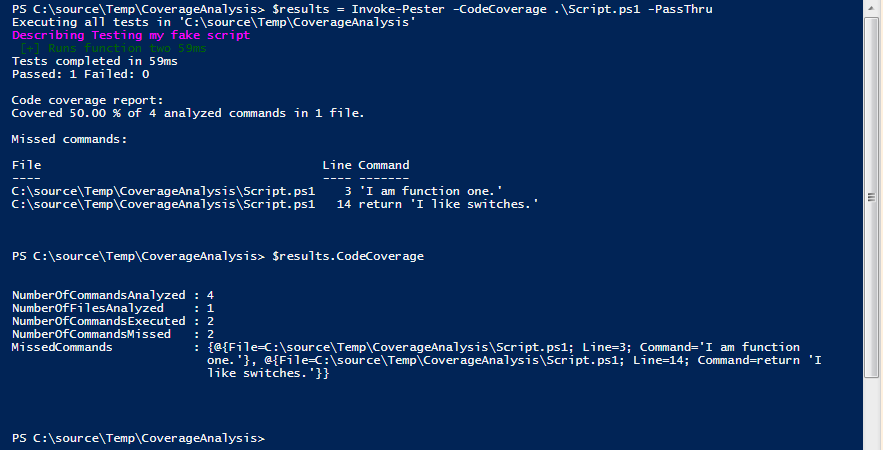 PS C:\source\Temp\CoverageAnalysis> $results = Invoke-Pester -CodeCoverage .\Script.ps1 -PassThru
Executing all tests in 'C:\source\Temp\CoverageAnalysis'
Describing Testing my fake script
 [+] Runs function two 59ms
Tests completed in 59ms
Passed: 1 Failed: 0
Code coverage report:
Covered 50.00 % of 4 analyzed commands in 1 file.
Missed commands:
File                                     Line Command
----                                     ---- -------
C:\source\Temp\CoverageAnalysis\Script.ps1    3 'I am function one.'
C:\source\Temp\CoverageAnalysis\Script.ps1   14 return 'I like switches.'
PS C:\source\Temp\CoverageAnalysis> $results.CodeCoverage
NumberOfCommandsAnalyzed : 4
NumberOfFilesAnalyzed    : 1
NumberOfCommandsExecuted : 2
NumberOfCommandsMissed   : 2
MissedCommands           : {@{File=C:\source\Temp\CoverageAnalysis\Script.ps1; Line=3; Command='I am function
                           one.'}, @{File=C:\source\Temp\CoverageAnalysis\Script.ps1; Line=14; Command=return 'I
                           like switches.'}}
PS C:\source\Temp\CoverageAnalysis>